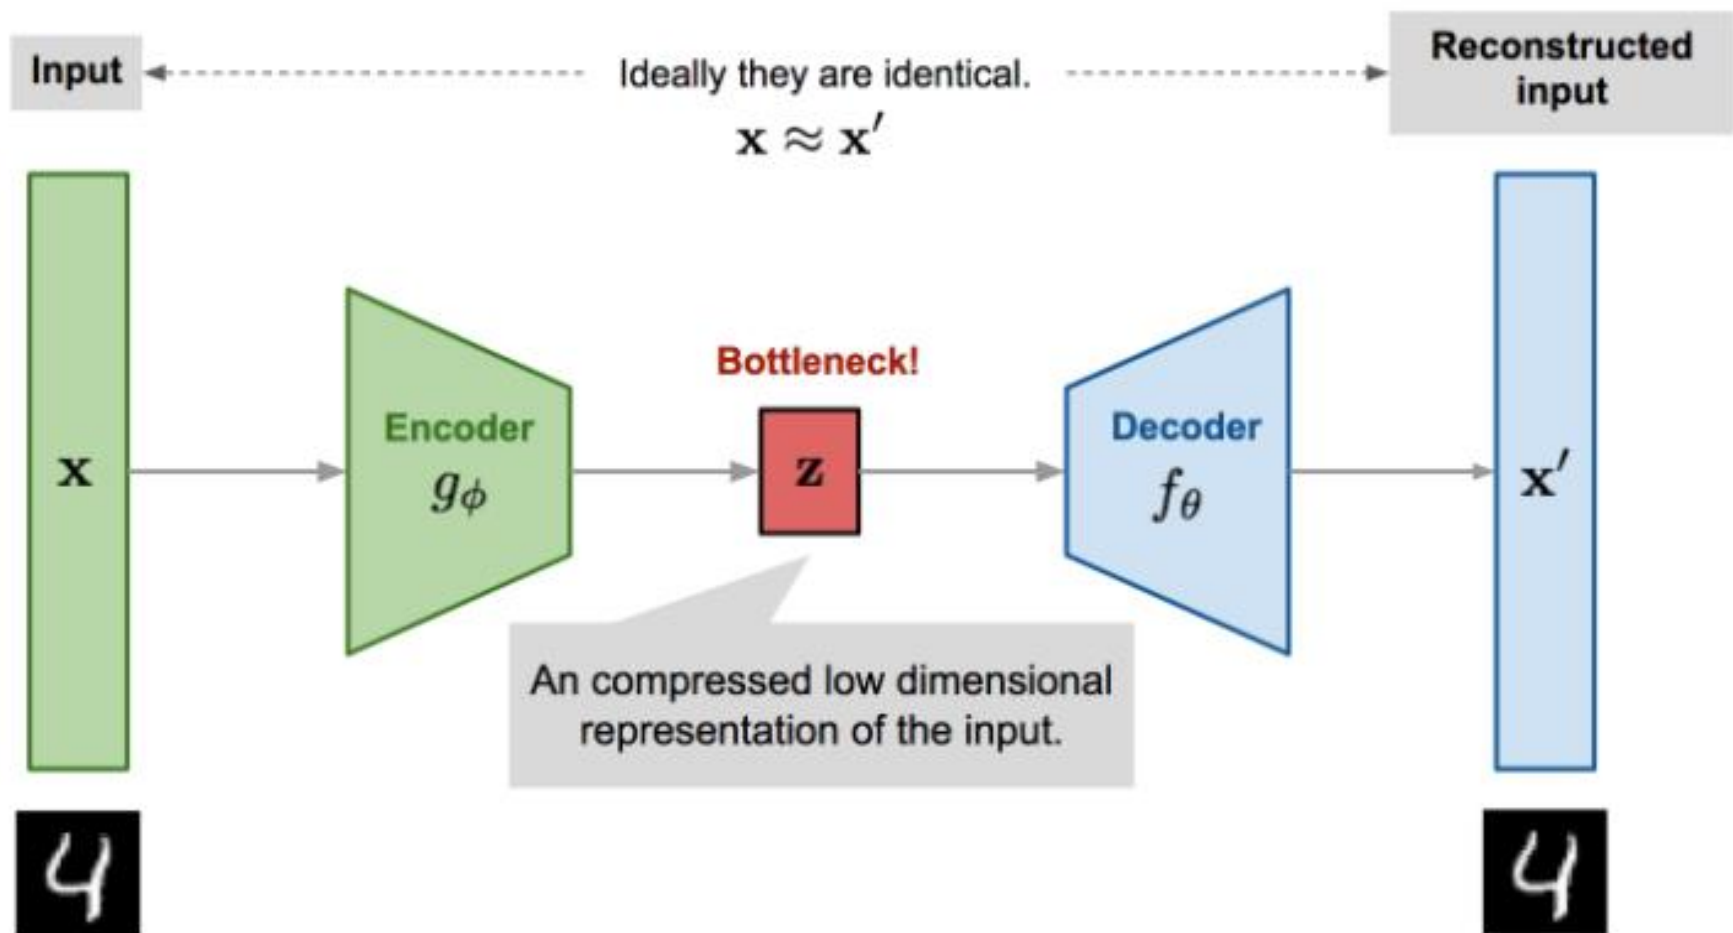 Input
Ideally they are identical.
x ≈ x′
Reconstructed
input
x
Encoder
gϕ
Bottleneck!
z
Decoder
fθ
x′
An compressed low dimensional
representation of the input.
4
4